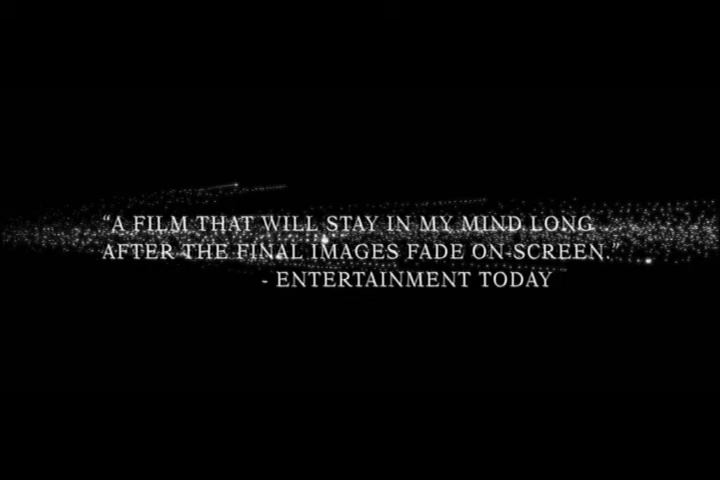 “A FILM THAT WILL STAY IN MY MIND LONG
AFTER THE FINAL IMAGES FADE ON-SCREEN.”
- ENTERTAINMENT TODAY